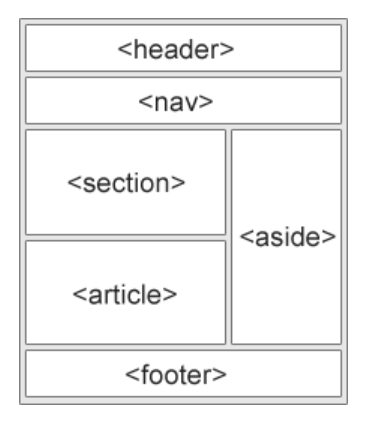 <header>
<nav>
<section>
<aside>
<article>
<footer>